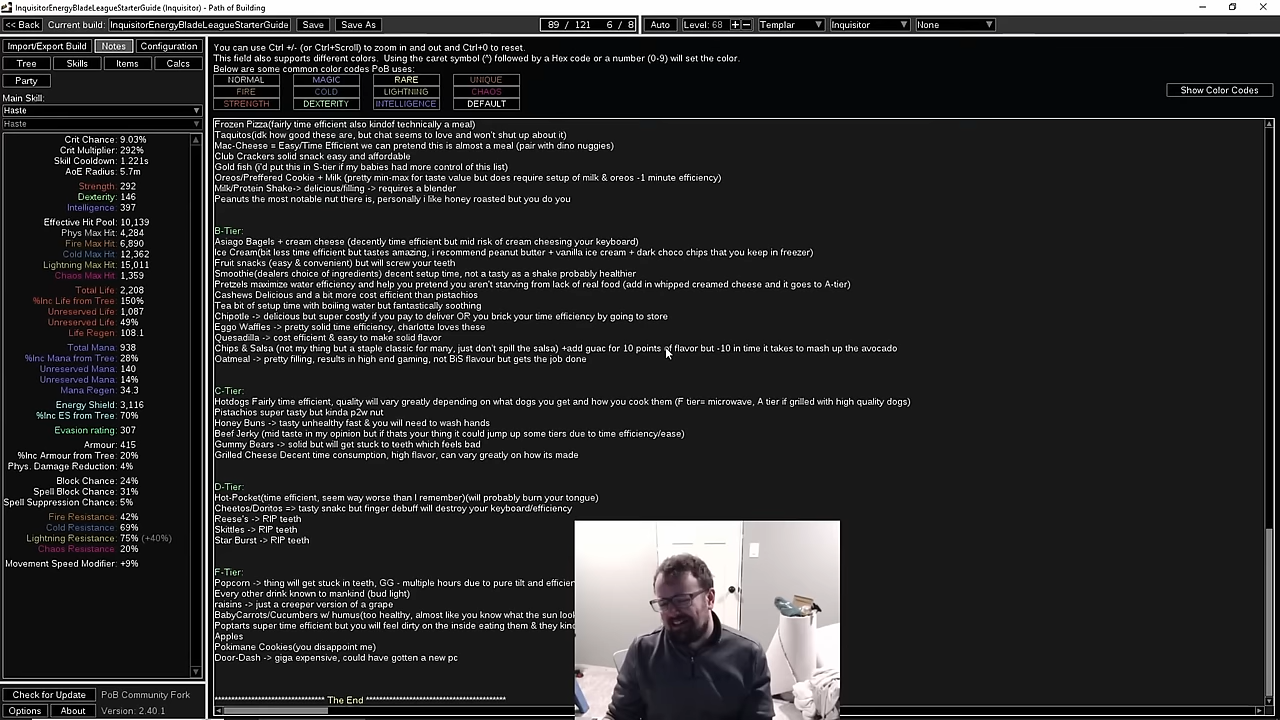 InquisitorEnergyBladeLeagueStarterGuide (Inquisitor) - Path of Building
<< Back
Current build:
InquisitorEnergyBladeLeagueStarterGuide
Save
Save As
89 / 121 6 / 8
Auto
Level: 68
+
Templar
Inquisitor
None
Import/Export Build
Notes
Configuration
Tree
Skills
Items
Calcs
Party
Main Skill:
Haste
Haste
Crit Chance: 9.03%
Crit Multiplier: 292%
Skill Cooldown: 1.221s
AoE Radius: 5.7m
Strength: 292
Dexterity: 146
Intelligence: 397
Effective Hit Pool: 10,139
Phys Max Hit: 4,284
Fire Max Hit: 6,890
Cold Max Hit: 12,362
Lightning Max Hit: 15,011
Chaos Max Hit: 1,359
Total Life: 2,208
%Inc Life from Tree: 150%
Unreserved Life: 1,087
Unreserved Life: 49%
Life Regen: 108.1
Total Mana: 938
%Inc Mana from Tree: 28%
Unreserved Mana: 140
Unreserved Mana: 14%
Mana Regen: 34.3
Energy Shield: 3,116
%Inc ES from Tree: 70%
Evasion rating: 307
Armour: 415
%Inc Armour from Tree: 20%
Phys. Damage Reduction: 4%
Block Chance: 24%
Spell Block Chance: 31%
Spell Suppression Chance: 5%
Fire Resistance: 42%
Cold Resistance: 69%
Lightning Resistance: 75% (+40%)
Chaos Resistance: 20%
Movement Speed Modifier: +9%
Check for Update
PoB Community Fork
Options
About
Version: 2.40.1
You can use Ctrl +/- (or Ctrl+Scroll) to zoom in and out and Ctrl+0 to reset.
This field also supports different colors. Using the caret symbol (^) followed by a Hex code or a number (0-9) will set the color.
Below are some common color codes PoB uses:
NORMAL MAGIC RARE UNIQUE
FIRE COLD LIGHTNING CHAOS
STRENGTH DEXTERITY INTELLIGENCE DEFAULT
Show Color Codes
Frozen Pizza(fairly time efficient also kindof technically a meal)
Taquitos(idk how good these are, but chat seems to love and won't shut up about it)
Mac-Cheese = Easy/Time Efficient we can pretend this is almost a meal (pair with dino nuggies)
Club Crackers solid snack easy and affordable
Gold fish (i'd put this in S-tier if my babies had more control of this list)
Oreos/Preffered Cookie + Milk (pretty min-max for taste value but does require setup of milk & oreos -1 minute efficiency)
Milk/Protein Shake-> delicious/filling -> requires a blender
Peanuts the most notable nut there is, personally i like honey roasted but you do you
B-Tier:
Asiago Bagels + cream cheese (decently time efficient but mid risk of cream cheesing your keyboard)
Ice Cream(bit less time efficient but tastes amazing, i recommend peanut butter + vanilla ice cream + dark choco chips that you keep in freezer)
Fruit snacks (easy & convenient) but will screw your teeth
Smoothie(dealers choice of ingredients) decent setup time, not a tasty as a shake probably healthier
Pretzels maximize water efficiency and help you pretend you aren't starving from lack of real food (add in whipped creamed cheese and it goes to A-tier)
Cashews Delicious and a bit more cost efficient than pistachios
Tea bit of setup time with boiling water but fantastically soothing
Chipotle -> delicious but super costly if you pay to deliver OR you brick your time efficiency by going to store
Eggo Waffles -> pretty solid time efficiency, charlotte loves these
Quesadilla -> cost efficient & easy to make solid flavor
Chips & Salsa (not my thing but a staple classic for many, just don't spill the salsa) +add guac for 10 points of flavor but -10 in time it takes to mash up the avocado
Oatmeal -> pretty filling, results in high end gaming, not BiS flavour but gets the job done
C-Tier:
Hotdogs Fairly time efficient, quality will vary greatly depending on what dogs you get and how you cook them (F tier= microwave, A tier if grilled with high quality dogs)
Pistachios super tasty but kinda p2w nut
Honey Buns -> tasty unhealthy fast & you will need to wash hands
Beef Jerky (mid taste in my opinion but if thats your thing it could jump up some tiers due to time efficiency/ease)
Gummy Bears -> solid but will get stuck to teeth which feels bad
Grilled Cheese Decent time consumption, high flavor, can vary greatly on how its made
D-Tier:
Hot-Pocket(time efficient, seem way worse than I remember)(will probably burn your tongue)
Cheetos/Doritos => tasty snakc but finger debuff will destroy your keyboard/efficiency
Reese's -> RIP teeth
Skittles -> RIP teeth
Star Burst -> RIP teeth
F-Tier:
Popcorn -> thing will get stuck in teeth, GG - multiple hours due to pure tilt and efficien
Every other drink known to mankind (bud light)
raisins -> just a creeper version of a grape
BabyCarrots/Cucumbers w/ humus(too healthy, almost like you know what the sun look
Poptarts super time efficient but you will feel dirty on the inside eating them & they kind
Apples
Pokimane Cookies(you disappoint me)
Door-Dash -> giga expensive, could have gotten a new pc
********************************* The End ******************************************